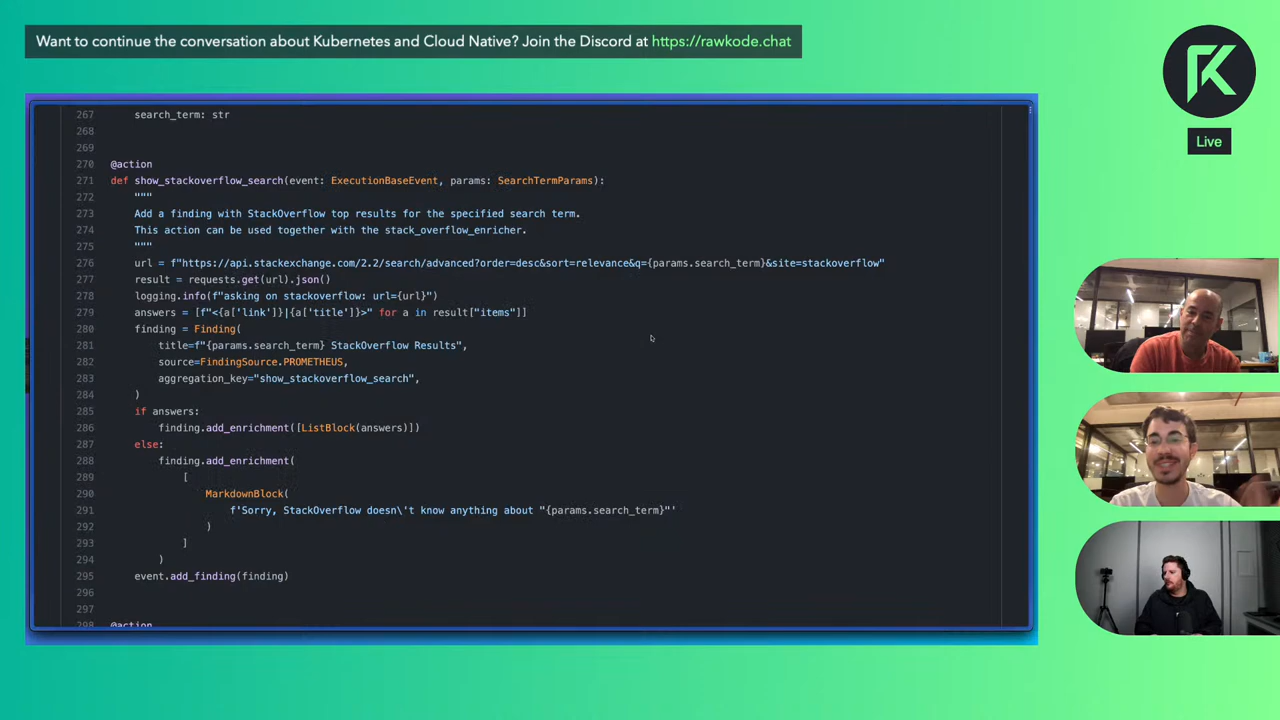 Want to continue the conversation about Kubernetes and Cloud Native? Join the Discord at https://rawkode.chat
Live
267 search_term: str
268
269
270 @action
271 def show_stackoverflow_search(event: ExecutionBaseEvent, params: SearchTermParams):
272 """
273 Add a finding with StackOverflow top results for the specified search term.
274 This action can be used together with the stack_overflow_enricher.
275 """
276 url = f"https://api.stackexchange.com/2.2/search/advanced?order=desc&sort=relevance&q={params.search_term}&site=stackoverflow"
277 result = requests.get(url).json()
278 logging.info(f"asking on stackoverflow: url={url}")
279 answers = [f"<{a['link']}|{a['title']}>" for a in result["items"]]
280 finding = Finding(
281 title=f"{params.search_term} StackOverflow Results",
282 source=FindingSource.PROMETHEUS,
283 aggregation_key="show_stackoverflow_search",
284 )
285 if answers:
286 finding.add_enrichment([ListBlock(answers)])
287 else:
288 finding.add_enrichment(
289 [
290 MarkdownBlock(
291 f'Sorry, StackOverflow doesn\'t know anything about "{params.search_term}"'
292 )
293 ]
294 )
295 event.add_finding(finding)
296
297
298 @action